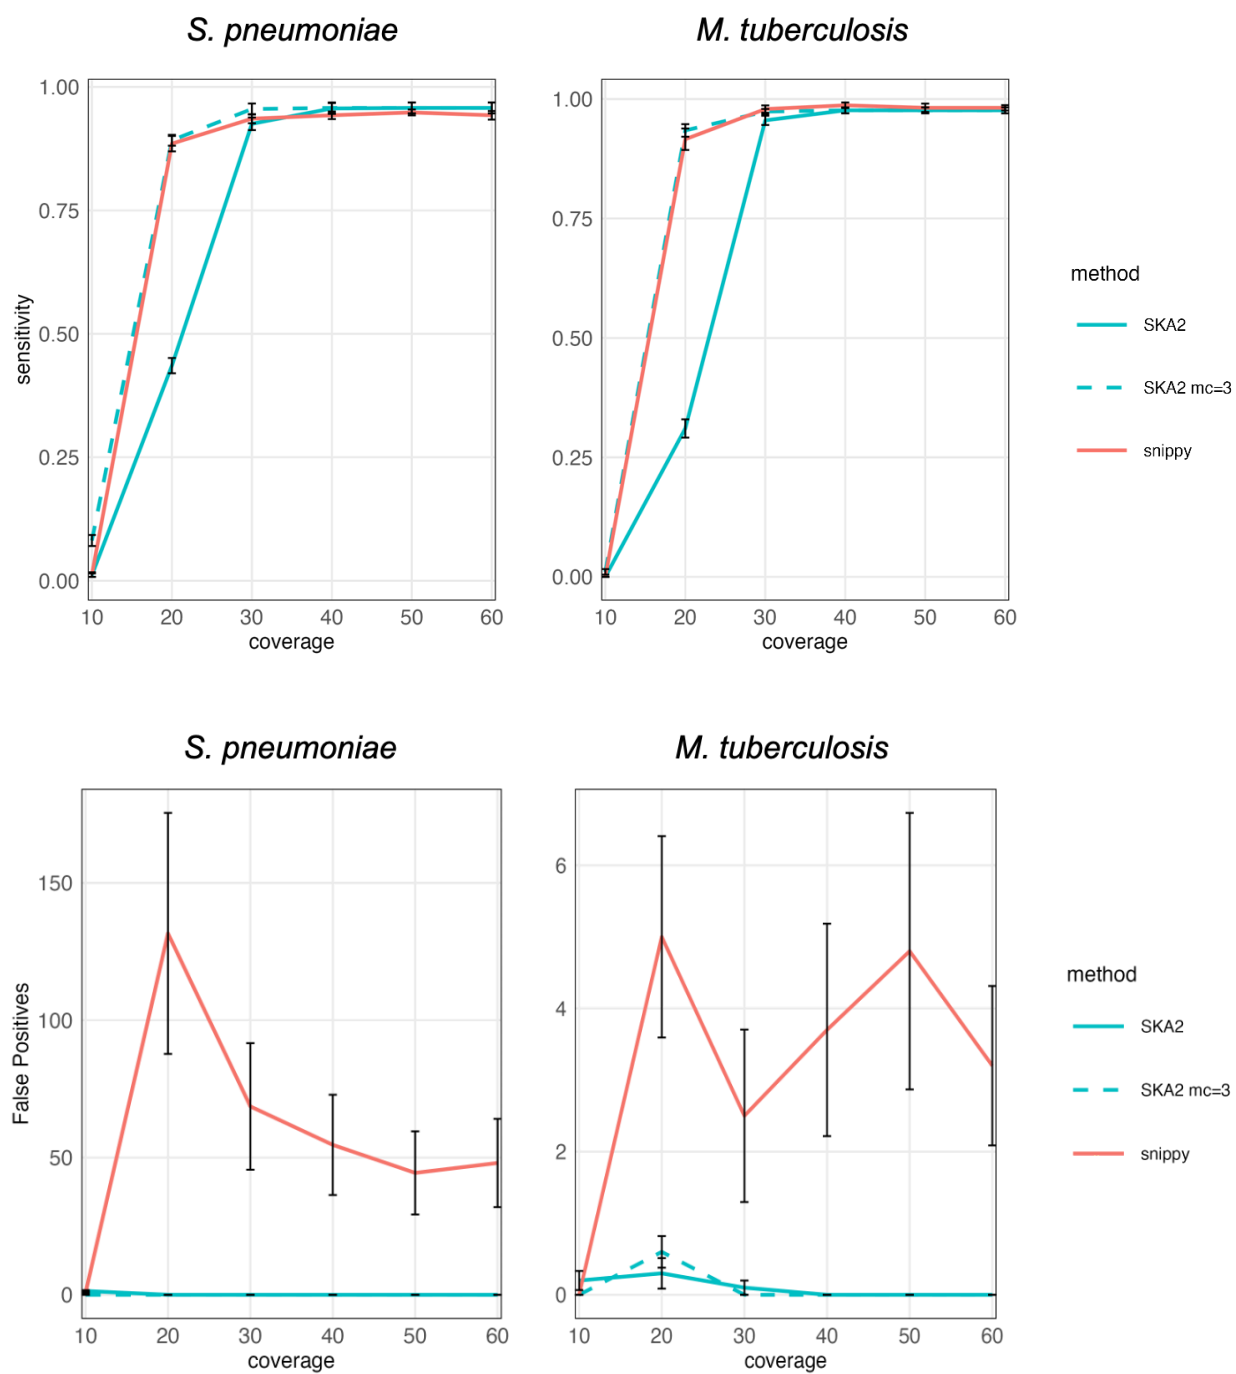 S. pneumoniae
M. tuberculosis
1.00
0.75
0.50
0.25
0.00
sensitivity
10 20 30 40 50 60
coverage
1.00
0.75
0.50
0.25
0.00
10 20 30 40 50 60
coverage
method
SKA2
SKA2 mc=3
snippy
S. pneumoniae
M. tuberculosis
150
100
50
0
False Positives
10 20 30 40 50 60
coverage
6
4
2
0
10 20 30 40 50 60
coverage
method
SKA2
SKA2 mc=3
snippy